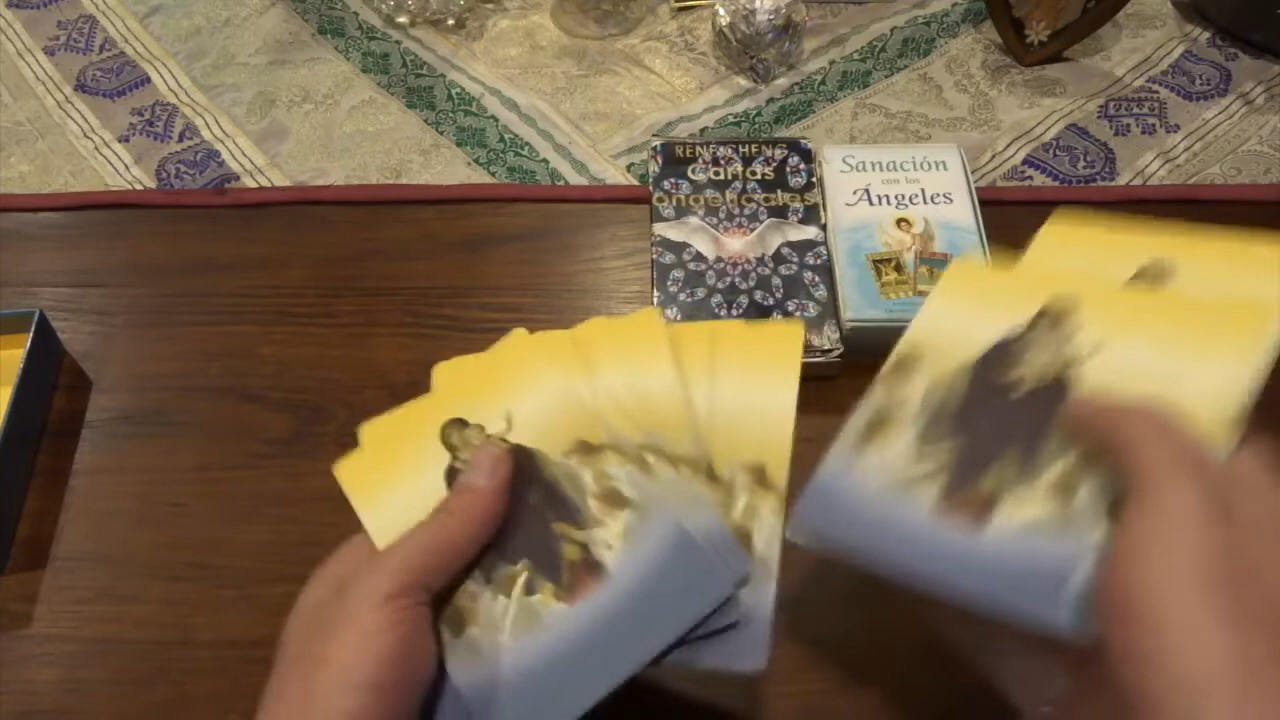 RENE CHENG
Cartas
angelicales
Sanación
con los
Ángeles